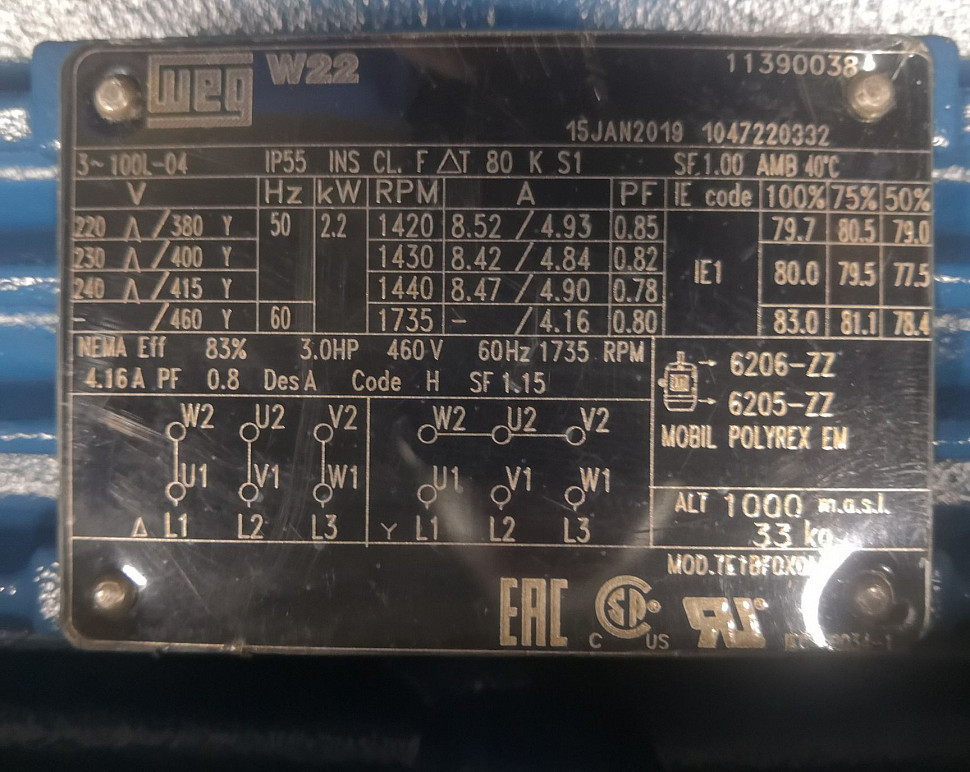 WEG W22 11390038
15JAN2019 1047220332
3~ 100L-04 IP55 INS CL. F ΔT 80 K S1 SF 1.00 AMB 40°C
V Hz kW RPM A PF IE code 100% 75% 50%
220 Δ / 380 Y 50 2.2 1420 8.52 / 4.93 0.85 79.7 80.5 79.0
230 Δ / 400 Y 1430 8.42 / 4.84 0.82 IE1 80.0 79.5 77.5
240 Δ / 415 Y 1440 8.47 / 4.90 0.78
- / 460 Y 60 1735 - / 4.16 0.80 83.0 81.1 78.4
NEMA Eff 83% 3.0HP 460V 60Hz 1735 RPM
4.16A PF 0.8 Des A Code H SF 1.15
6206-ZZ
6205-ZZ
MOBIL POLYREX EM
W2 U2 V2 W2 U2 V2
U1 V1 W1 U1 V1 W1
Δ L1 L2 L3 Y L1 L2 L3
ALT 1000 m.a.s.l.
33 kg
EAC C SP® US